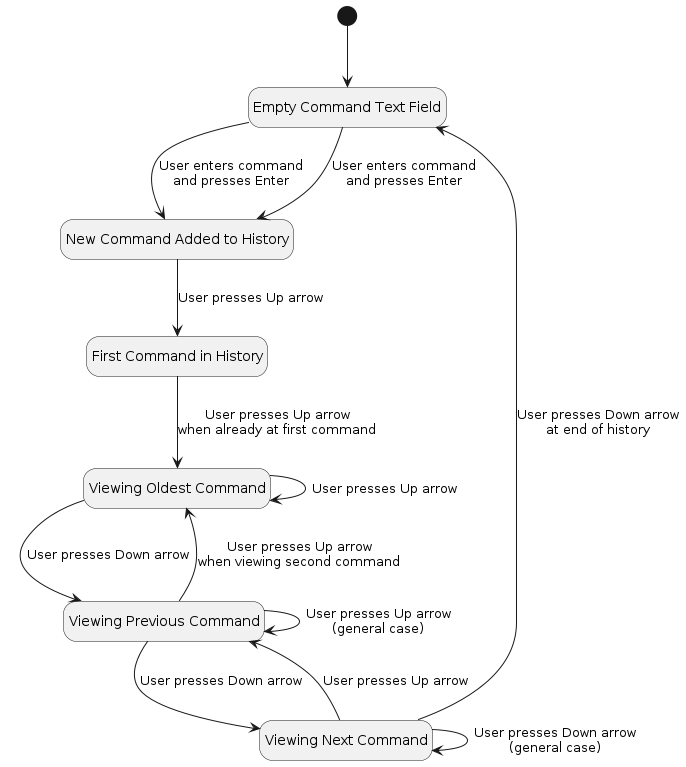 Empty Command Text Field
User enters command
and presses Enter
User enters command
and presses Enter
New Command Added to History
User presses Up arrow
First Command in History
User presses Up arrow
when already at first command
User presses Down arrow
at end of history
Viewing Oldest Command
User presses Up arrow
User presses Down arrow
User presses Up arrow
when viewing second command
Viewing Previous Command
User presses Up arrow
(general case)
User presses Down arrow
User presses Up arrow
Viewing Next Command
User presses Down arrow
(general case)